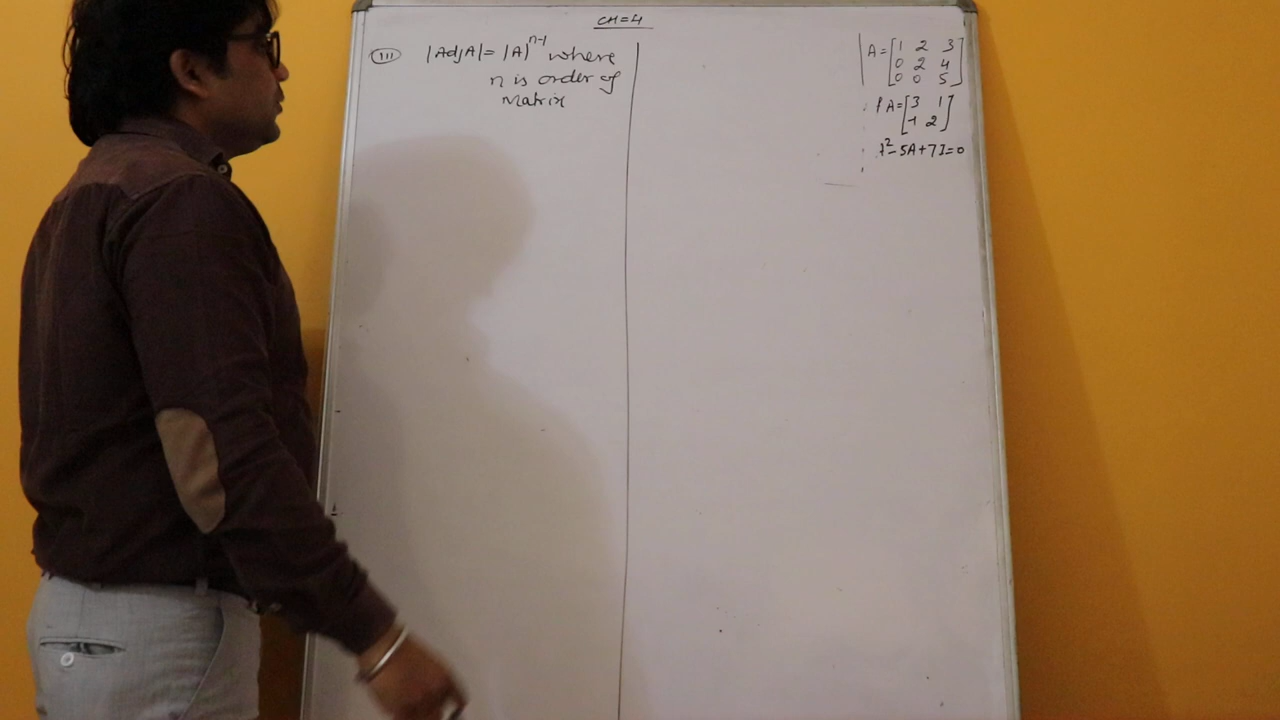 CH=4
(iii) |AdjA|= |A|^n-1 where
n is order of
Matrix
A=[1 2 3
0 2 4
0 0 5]
A=[3 1
-1 2]
A²-5A+7I=0